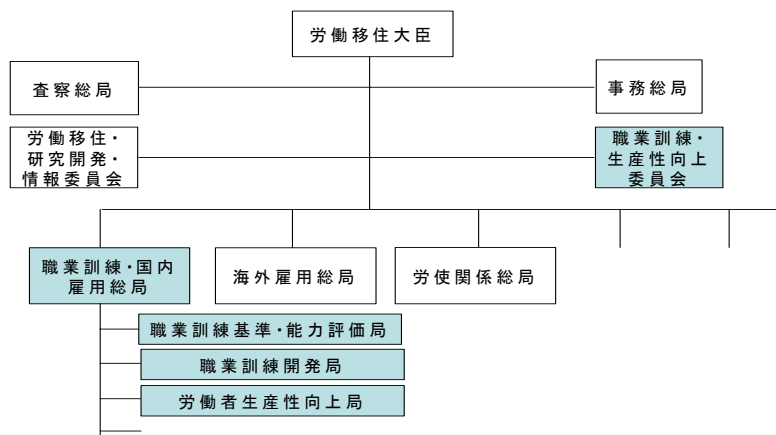 労働移住大臣
査察総局
事務総局
労働移住・
研究開発・
情報委員会
職業訓練・
生産性向上
委員会
職業訓練・国内
雇用総局
海外雇用総局
労使関係総局
職業訓練基準・能力評価局
職業訓練開発局
労働者生産性向上局